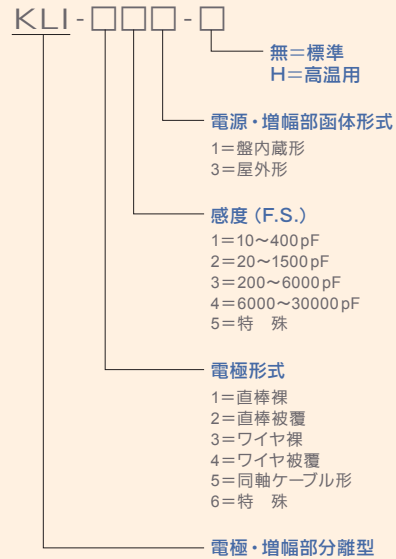 KLI-□□□-□
無＝標準
H＝高温用
電源・増幅部函体形式
1＝盤内蔵形
3＝屋外形
感度（F.S.）
1＝10～400pF
2＝20～1500pF
3＝200～6000pF
4＝6000～30000pF
5＝特　殊
電極形式
1＝直棒裸
2＝直棒被覆
3＝ワイヤ裸
4＝ワイヤ被覆
5＝同軸ケーブル形
6＝特　殊
電極・増幅部分離型